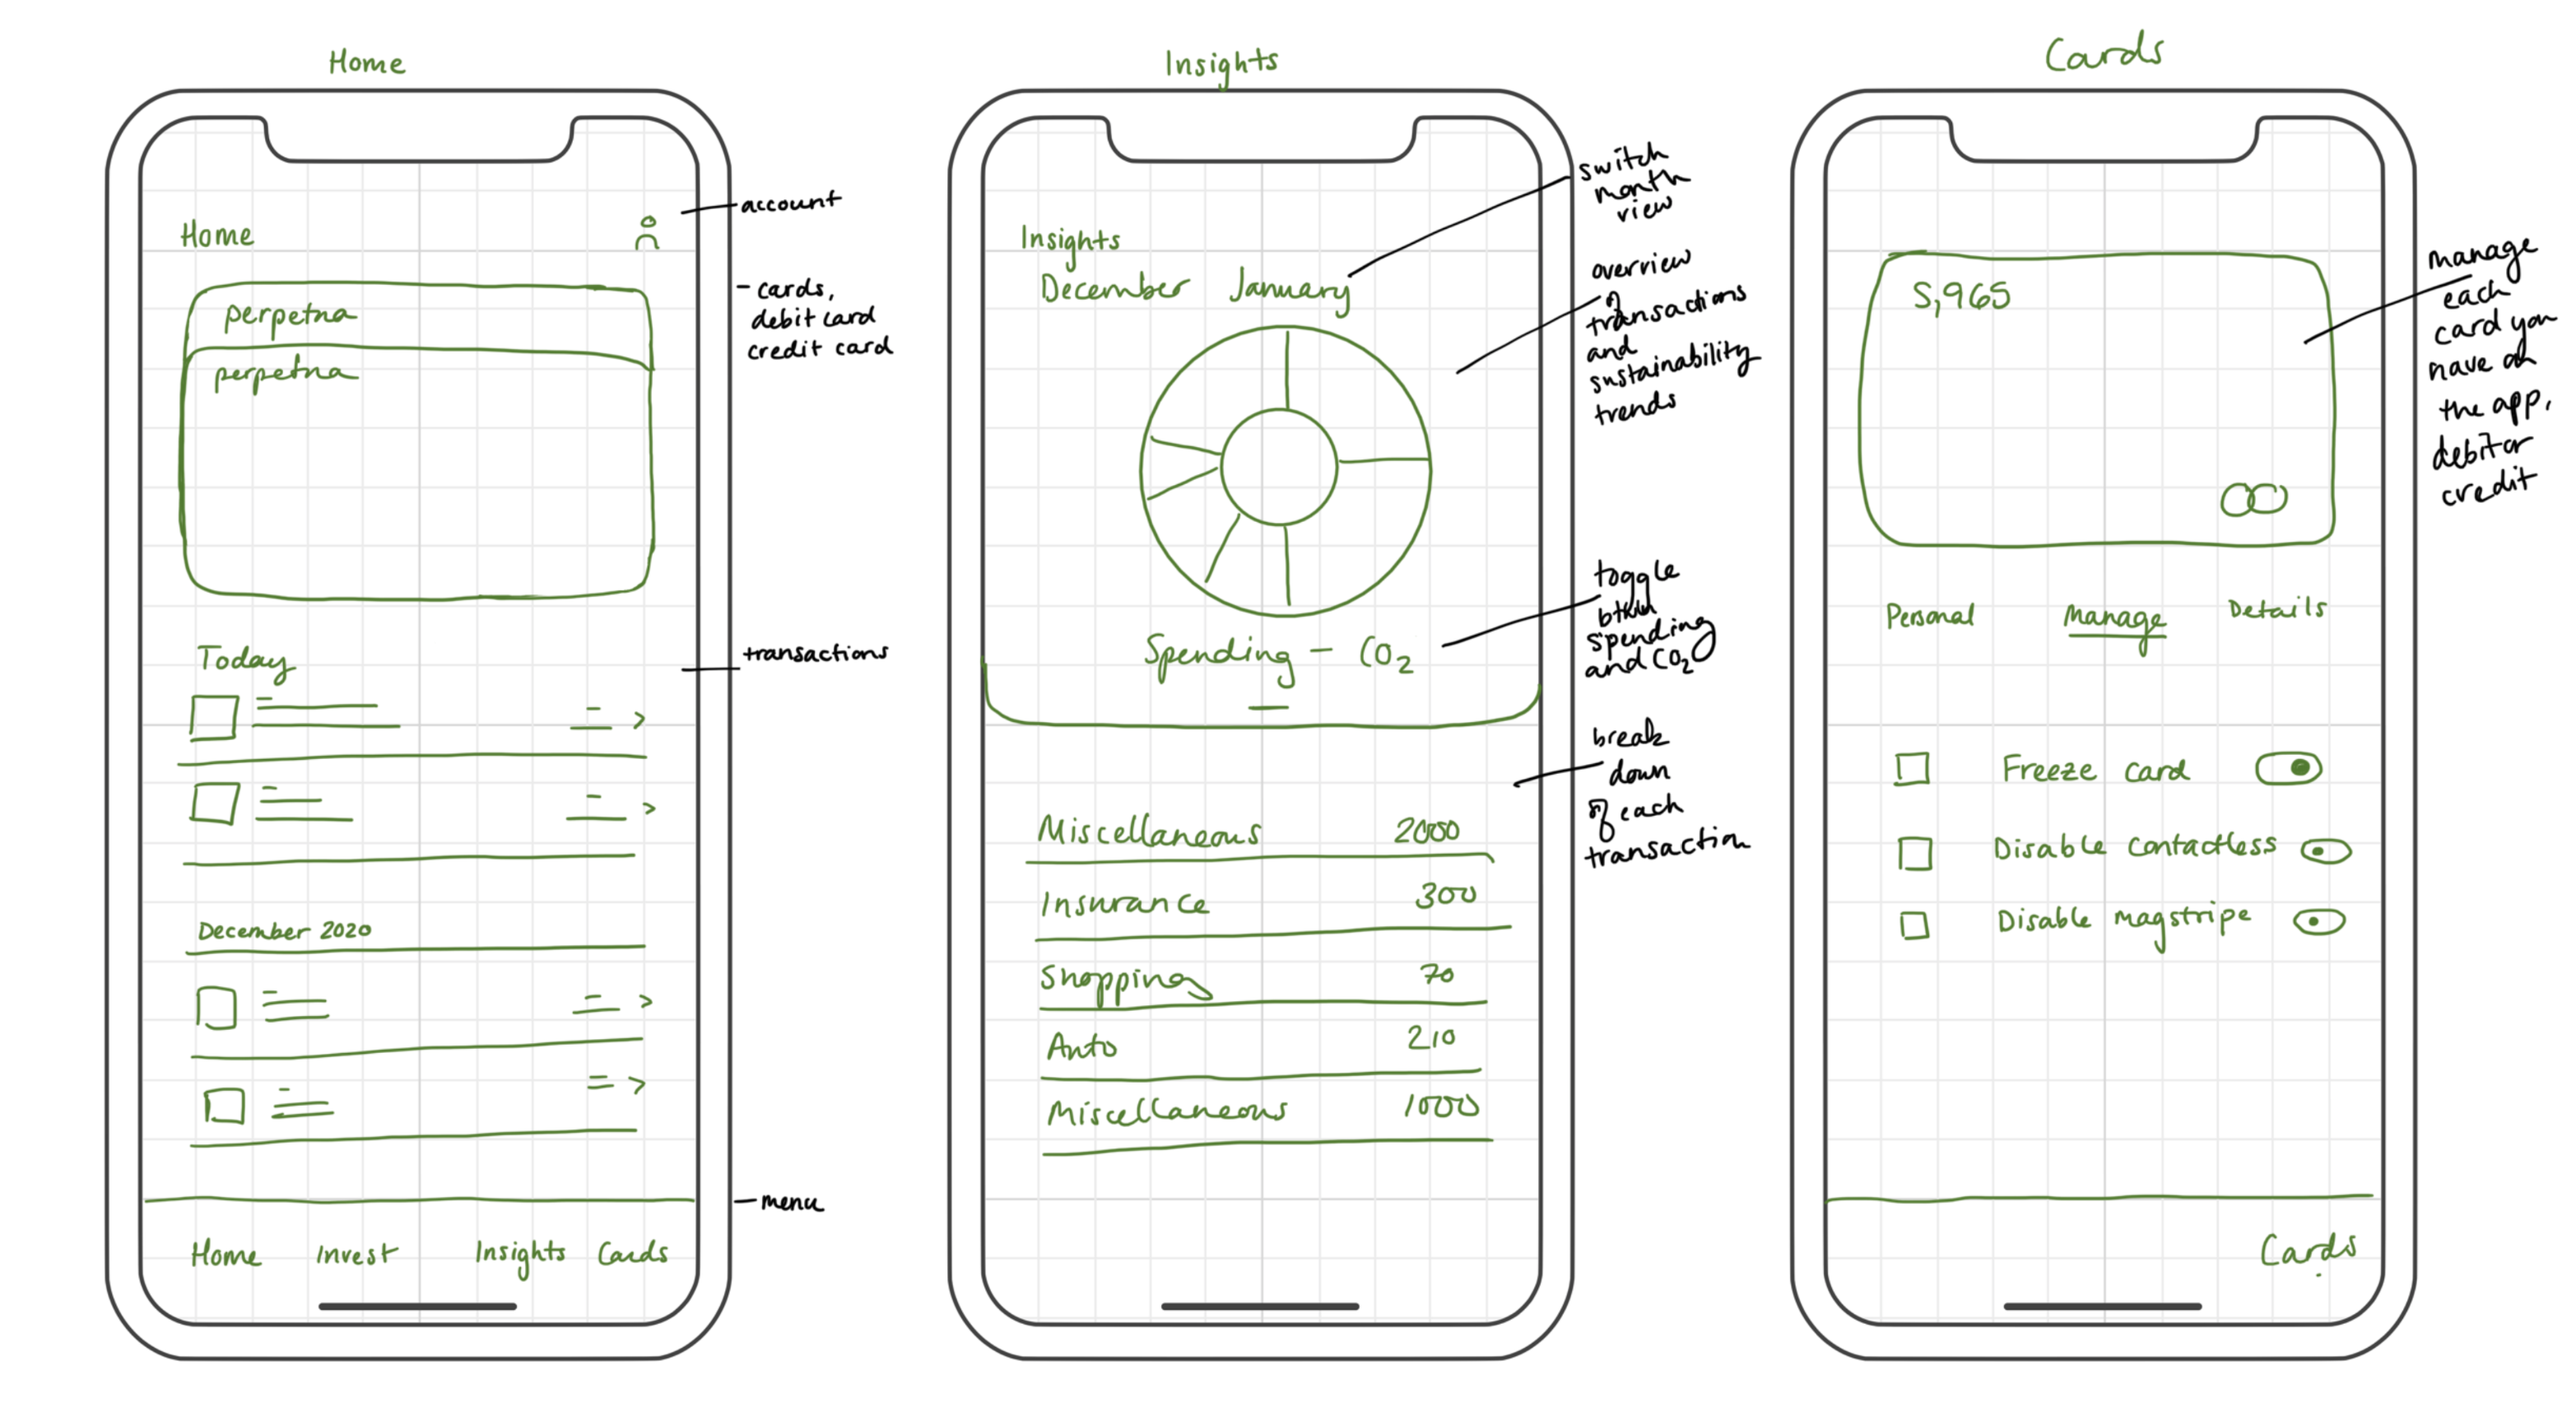 Home
Home
account
perpetna
perpetna
cards,
debit card
credit card
Today
transactions
December 2020
menu
Home Invest Insights Cards
Insights
Insights
December January
switch
month
view
overview
of
transactions
and
sustainability
trends
Spending - CO₂
toggle
btwn
spending
and CO₂
break
down
of each
transaction
Miscellaneous 2000
Insurance 300
Shopping 70
Auto 210
Miscellaneous 1000
Cards
5,965
manage
each
card you
have on
the app,
debit or
credit
Personal Manage Details
Freeze card
Disable contactless
Disable magstripe
Cards